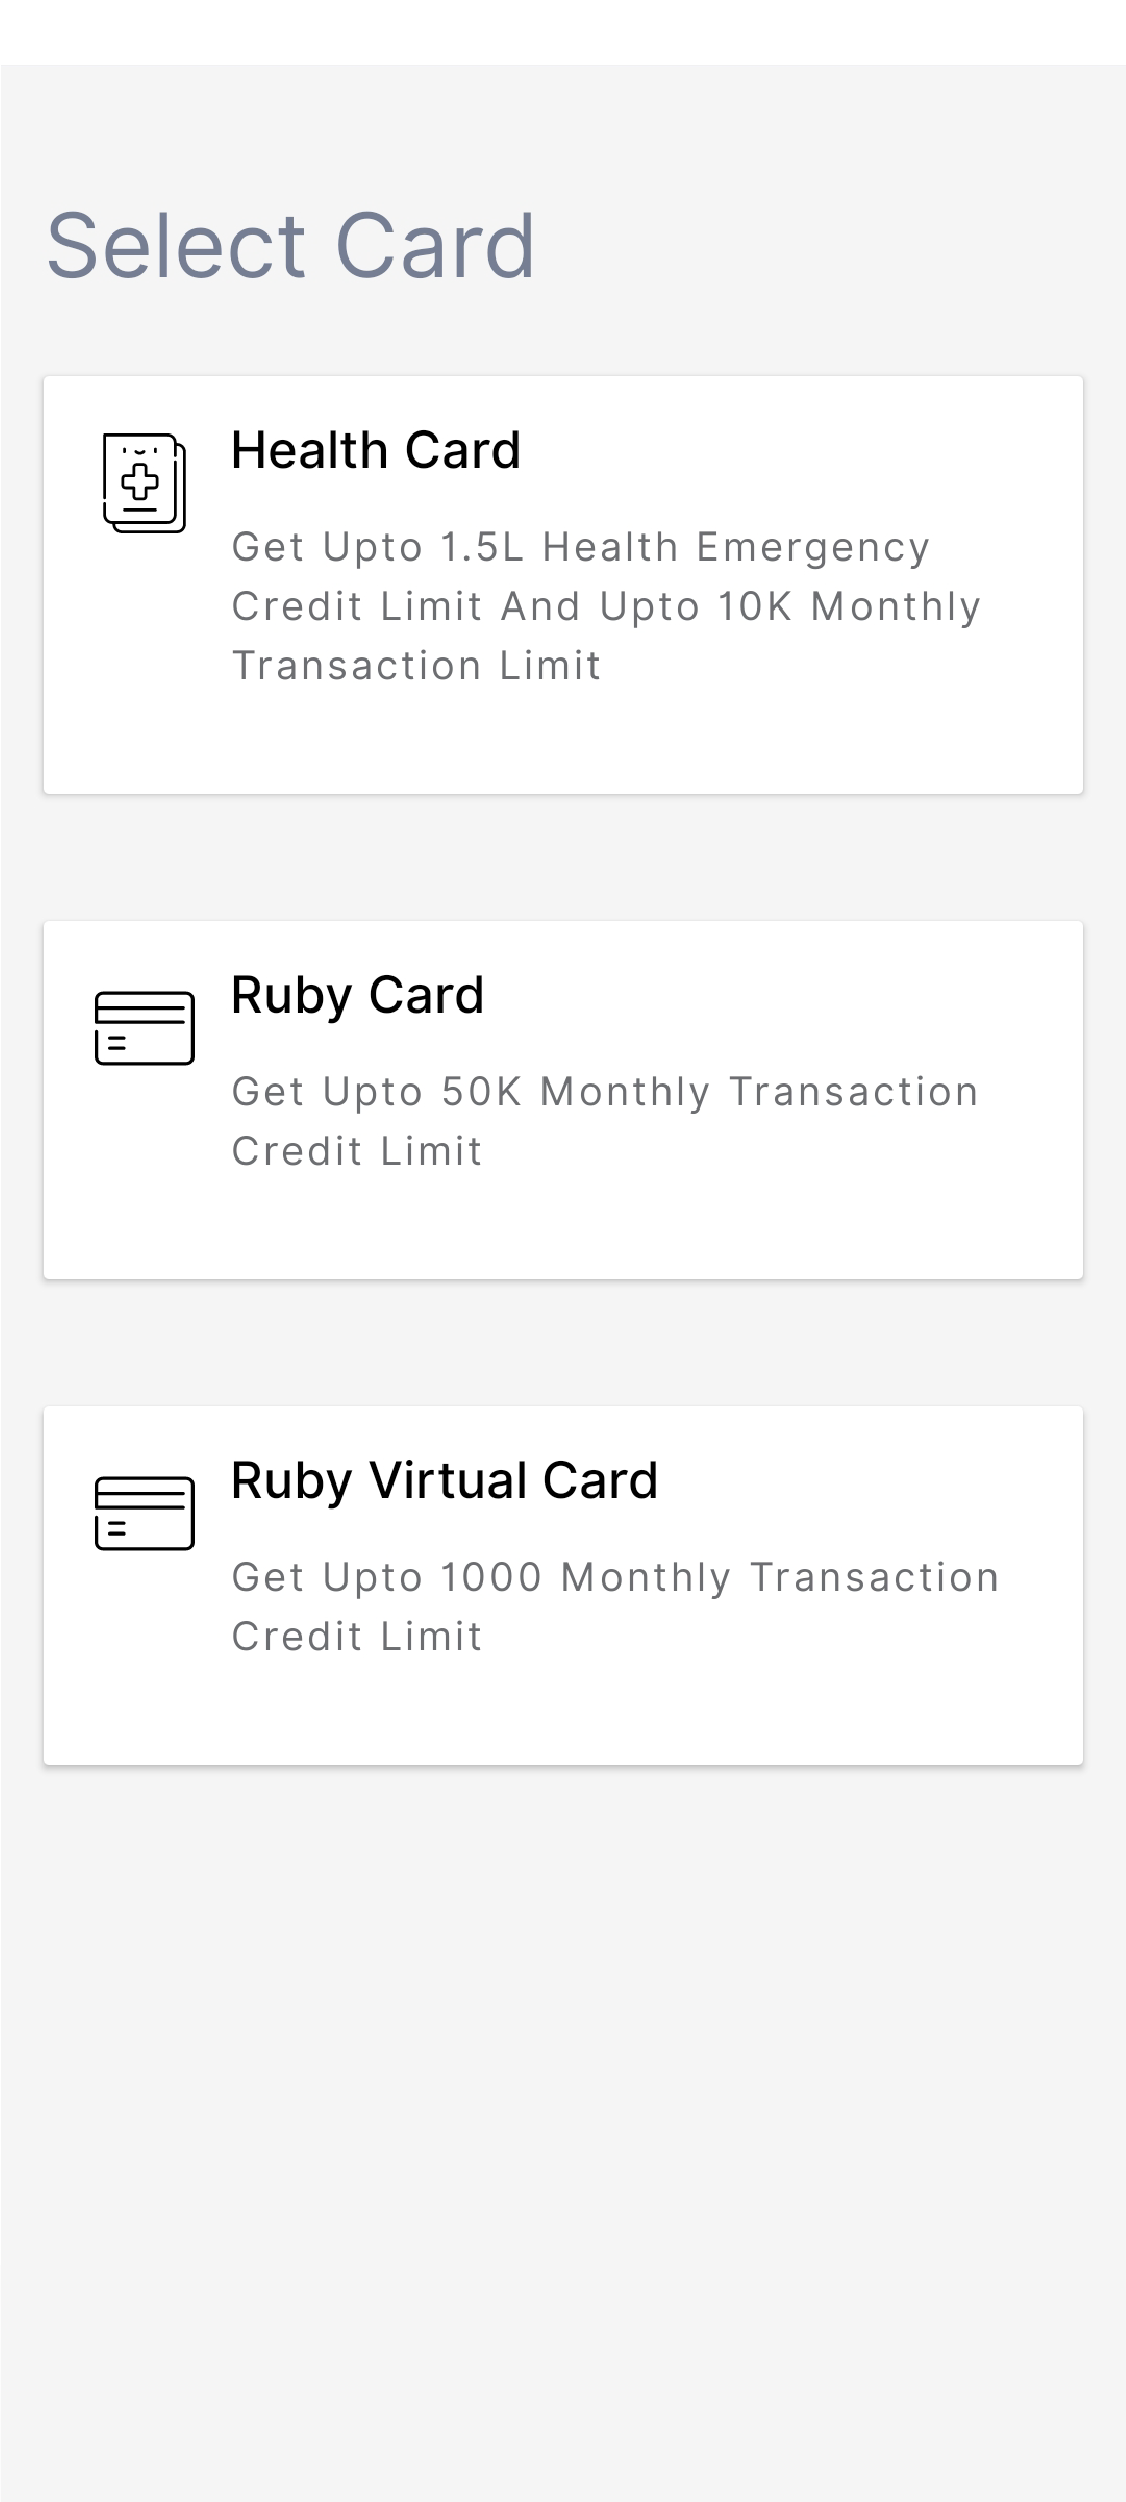 Select Card
Health Card
Get Upto 1.5L Health Emergency
Credit Limit And Upto 10K Monthly
Transaction Limit
Ruby Card
Get Upto 50K Monthly Transaction
Credit Limit
Ruby Virtual Card
Get Upto 1000 Monthly Transaction
Credit Limit